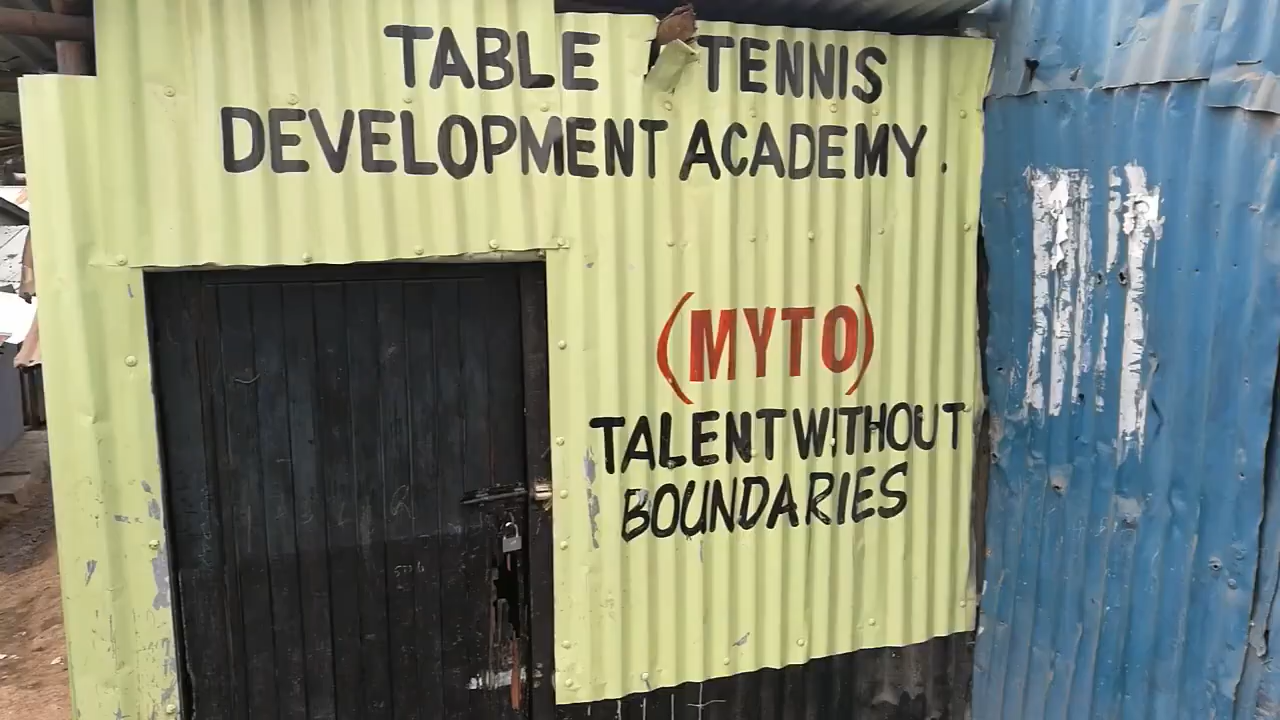 TABLE TENNIS
DEVELOPMENT ACADEMY.
(MYTO)
TALENT WITHOUT
BOUNDARIES